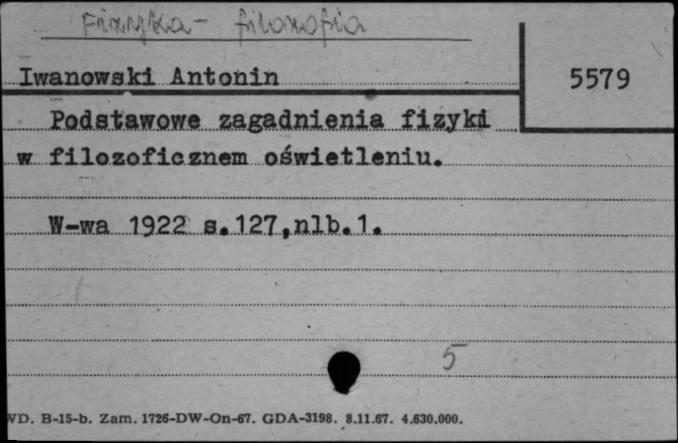 Fizyka - filozofia
Iwanowski Antonin
5579
Podstawowe zagadnienia fizyki
w filozoficznem oświetleniu.
W-wa 1922 s.127,nlb.1.
5
WD. B-15-b. Zam. 1726-DW-On-67. GDA-3198. 8.11.67. 4.630.000.